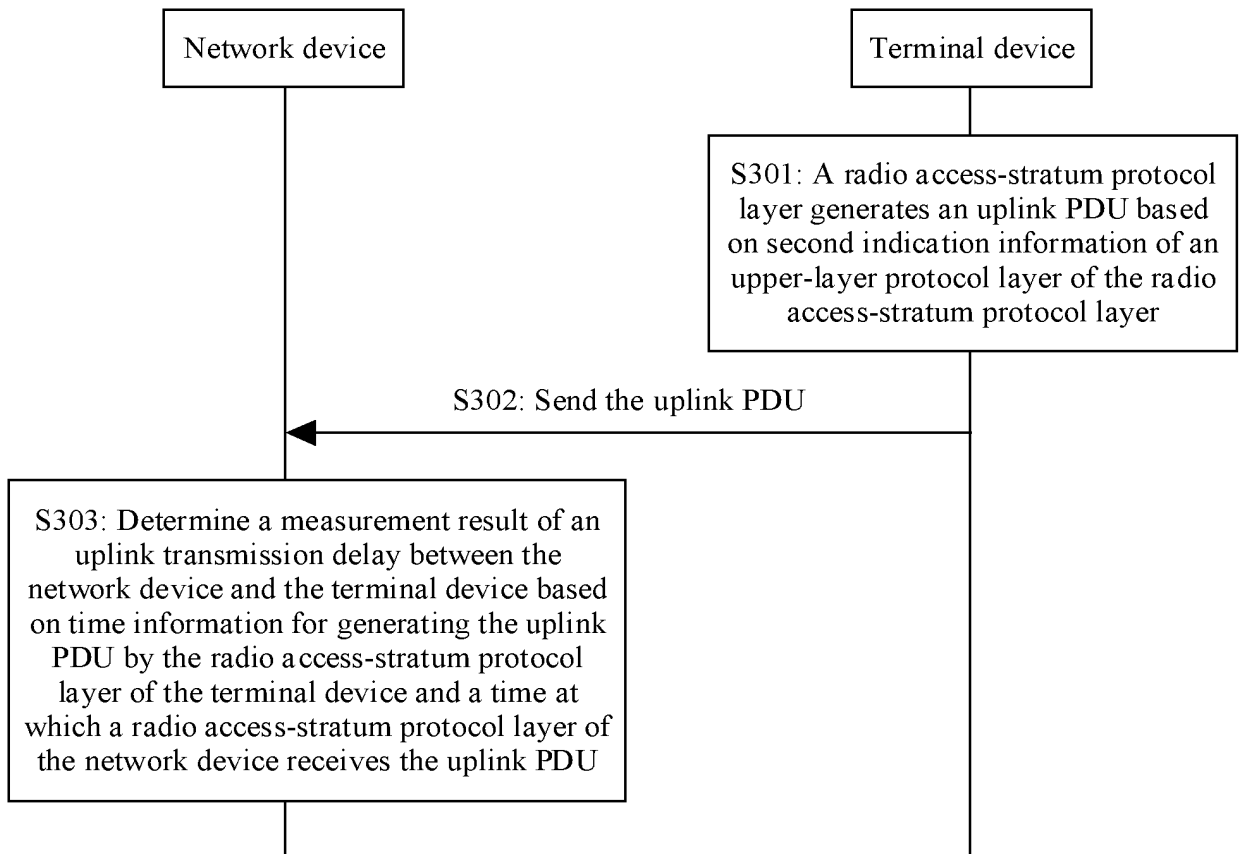 Network device
Terminal device
S301: A radio access-stratum protocol
layer generates an uplink PDU based
on second indication information of an
upper-layer protocol layer of the radio
access-stratum protocol layer
S302: Send the uplink PDU
S303: Determine a measurement result of an
uplink transmission delay between the
network device and the terminal device based
on time information for generating the uplink
PDU by the radio access-stratum protocol
layer of the terminal device and a time at
which a radio access-stratum protocol layer of
the network device receives the uplink PDU